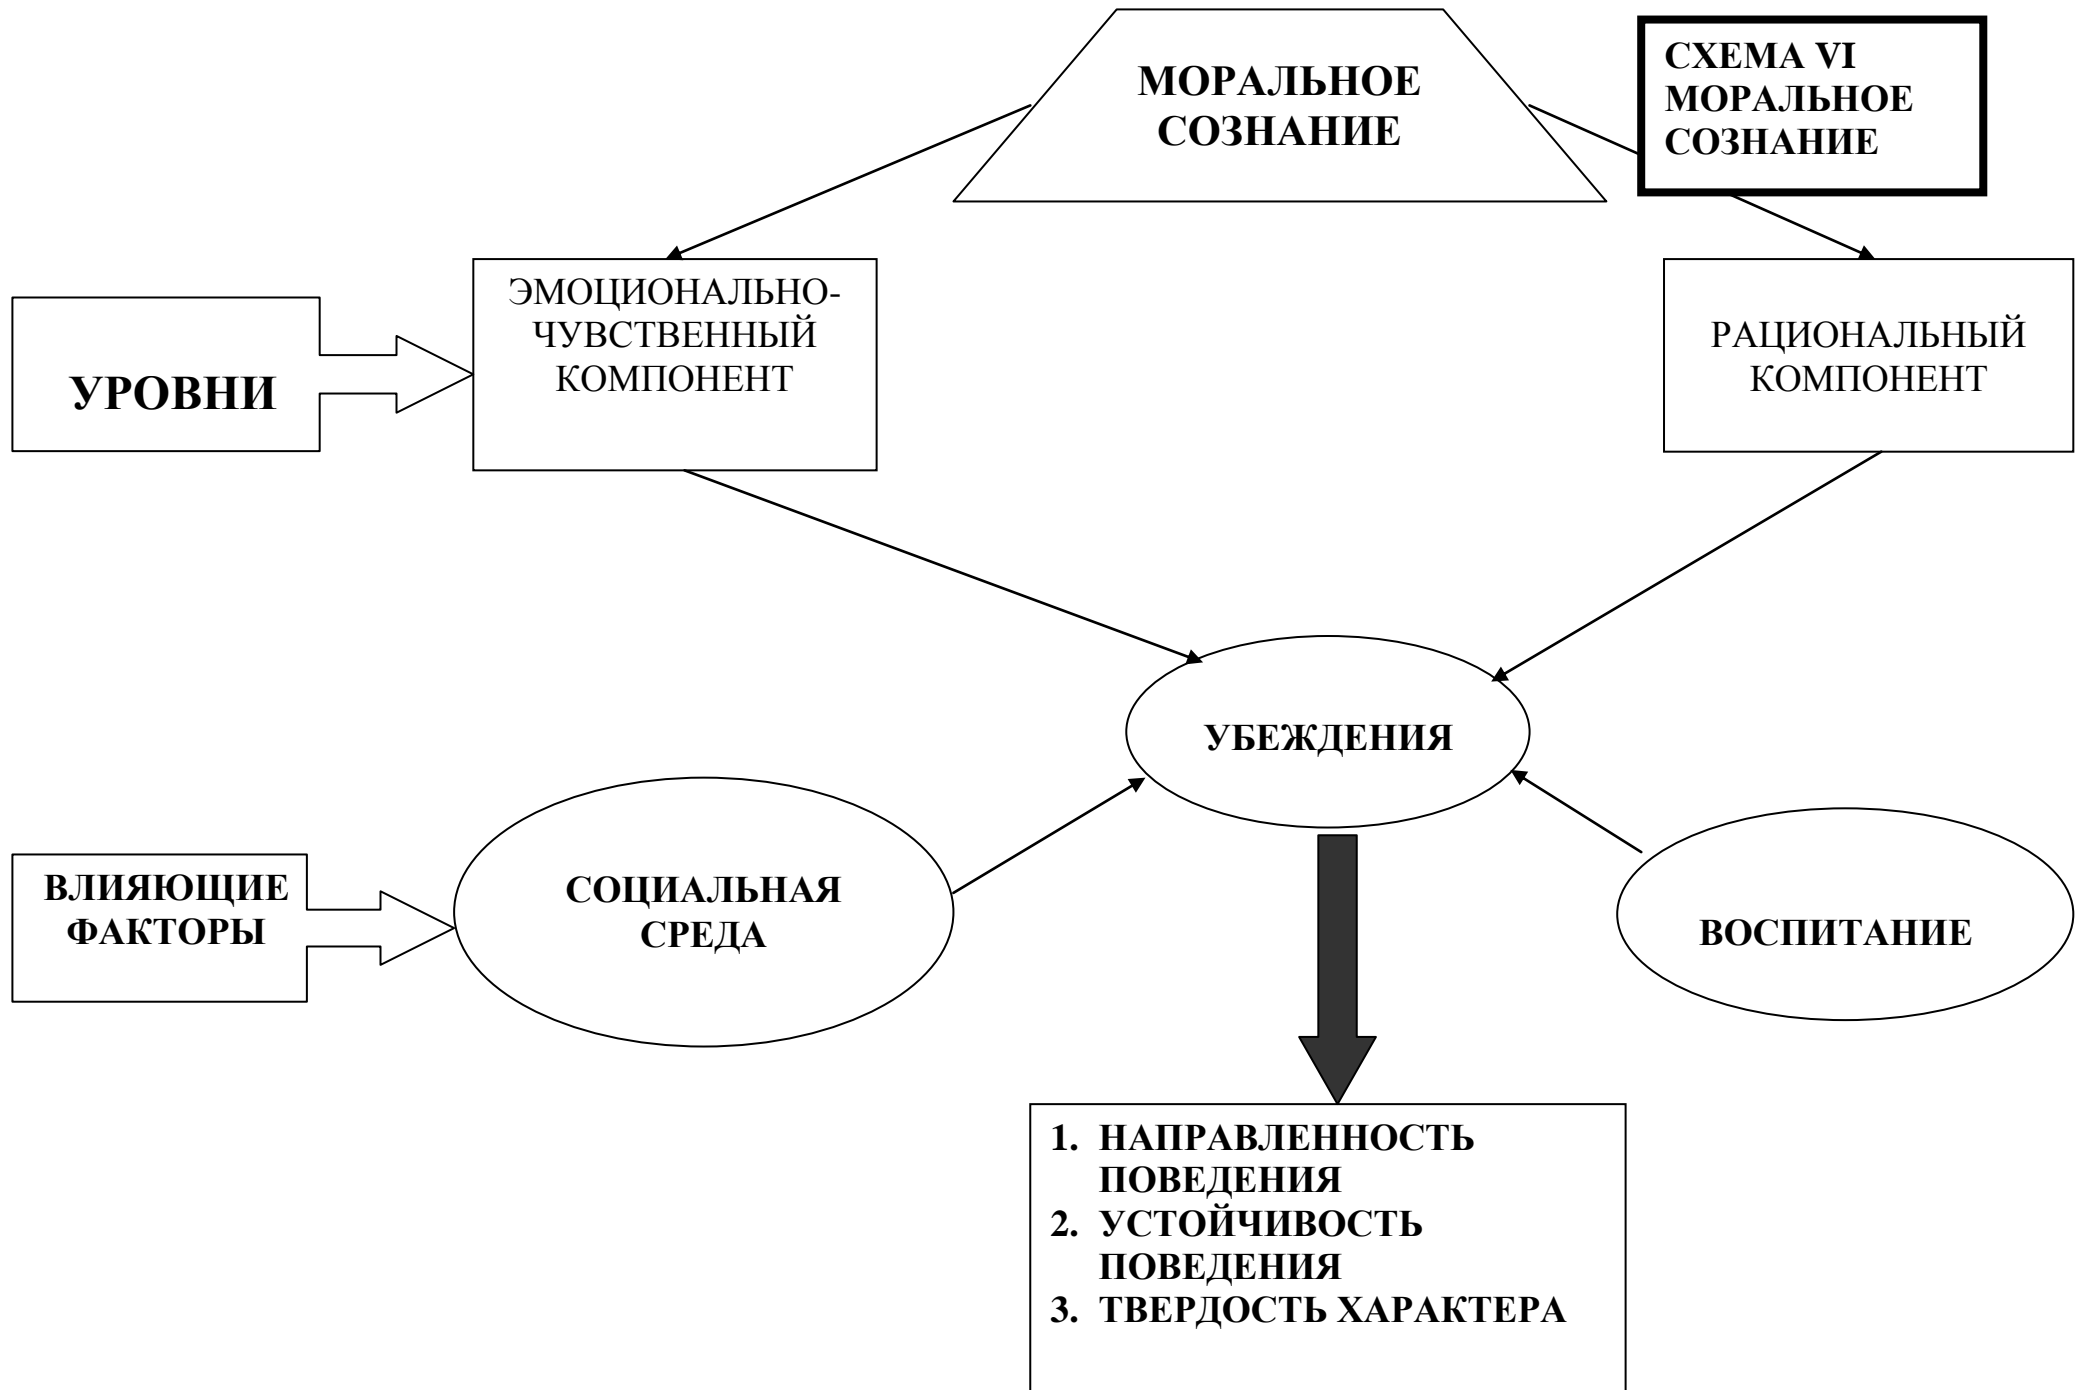 МОРАЛЬНОЕ
СОЗНАНИЕ
СХЕМА VI
МОРАЛЬНОЕ
СОЗНАНИЕ
УРОВНИ
ЭМОЦИОНАЛЬНО-
ЧУВСТВЕННЫЙ
КОМПОНЕНТ
РАЦИОНАЛЬНЫЙ
КОМПОНЕНТ
УБЕЖДЕНИЯ
ВЛИЯЮЩИЕ
ФАКТОРЫ
СОЦИАЛЬНАЯ
СРЕДА
ВОСПИТАНИЕ
1. НАПРАВЛЕННОСТЬ
ПОВЕДЕНИЯ
2. УСТОЙЧИВОСТЬ
ПОВЕДЕНИЯ
3. ТВЕРДОСТЬ ХАРАКТЕРА